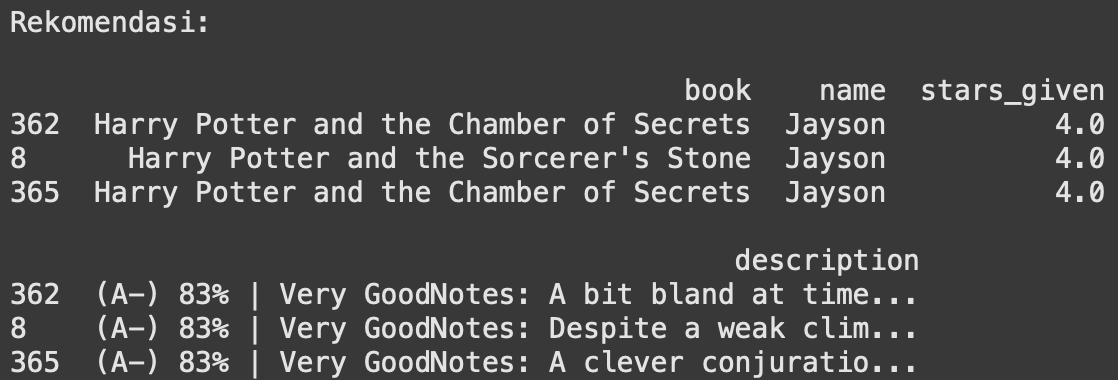 Rekomendasi:
book name stars_given
362 Harry Potter and the Chamber of Secrets Jayson 4.0
8 Harry Potter and the Sorcerer's Stone Jayson 4.0
365 Harry Potter and the Chamber of Secrets Jayson 4.0
description
362 (A-) 83% | Very GoodNotes: A bit bland at time...
8 (A-) 83% | Very GoodNotes: Despite a weak clim...
365 (A-) 83% | Very GoodNotes: A clever conjuratio...